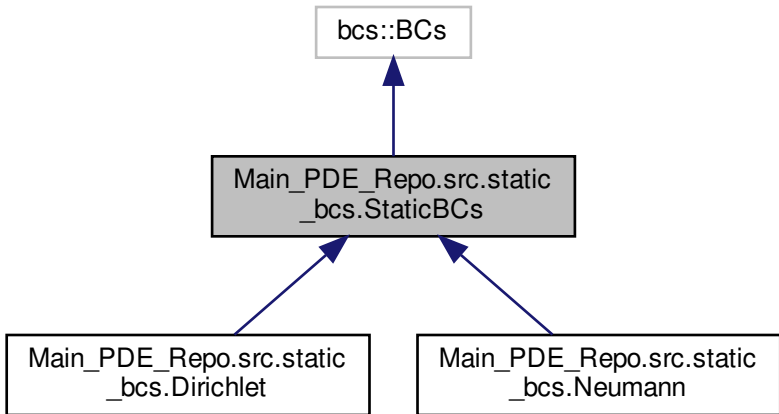 bcs::BCs
Main_PDE_Repo.src.static
_bcs.StaticBCs
Main_PDE_Repo.src.static
_bcs.Dirichlet
Main_PDE_Repo.src.static
_bcs.Neumann